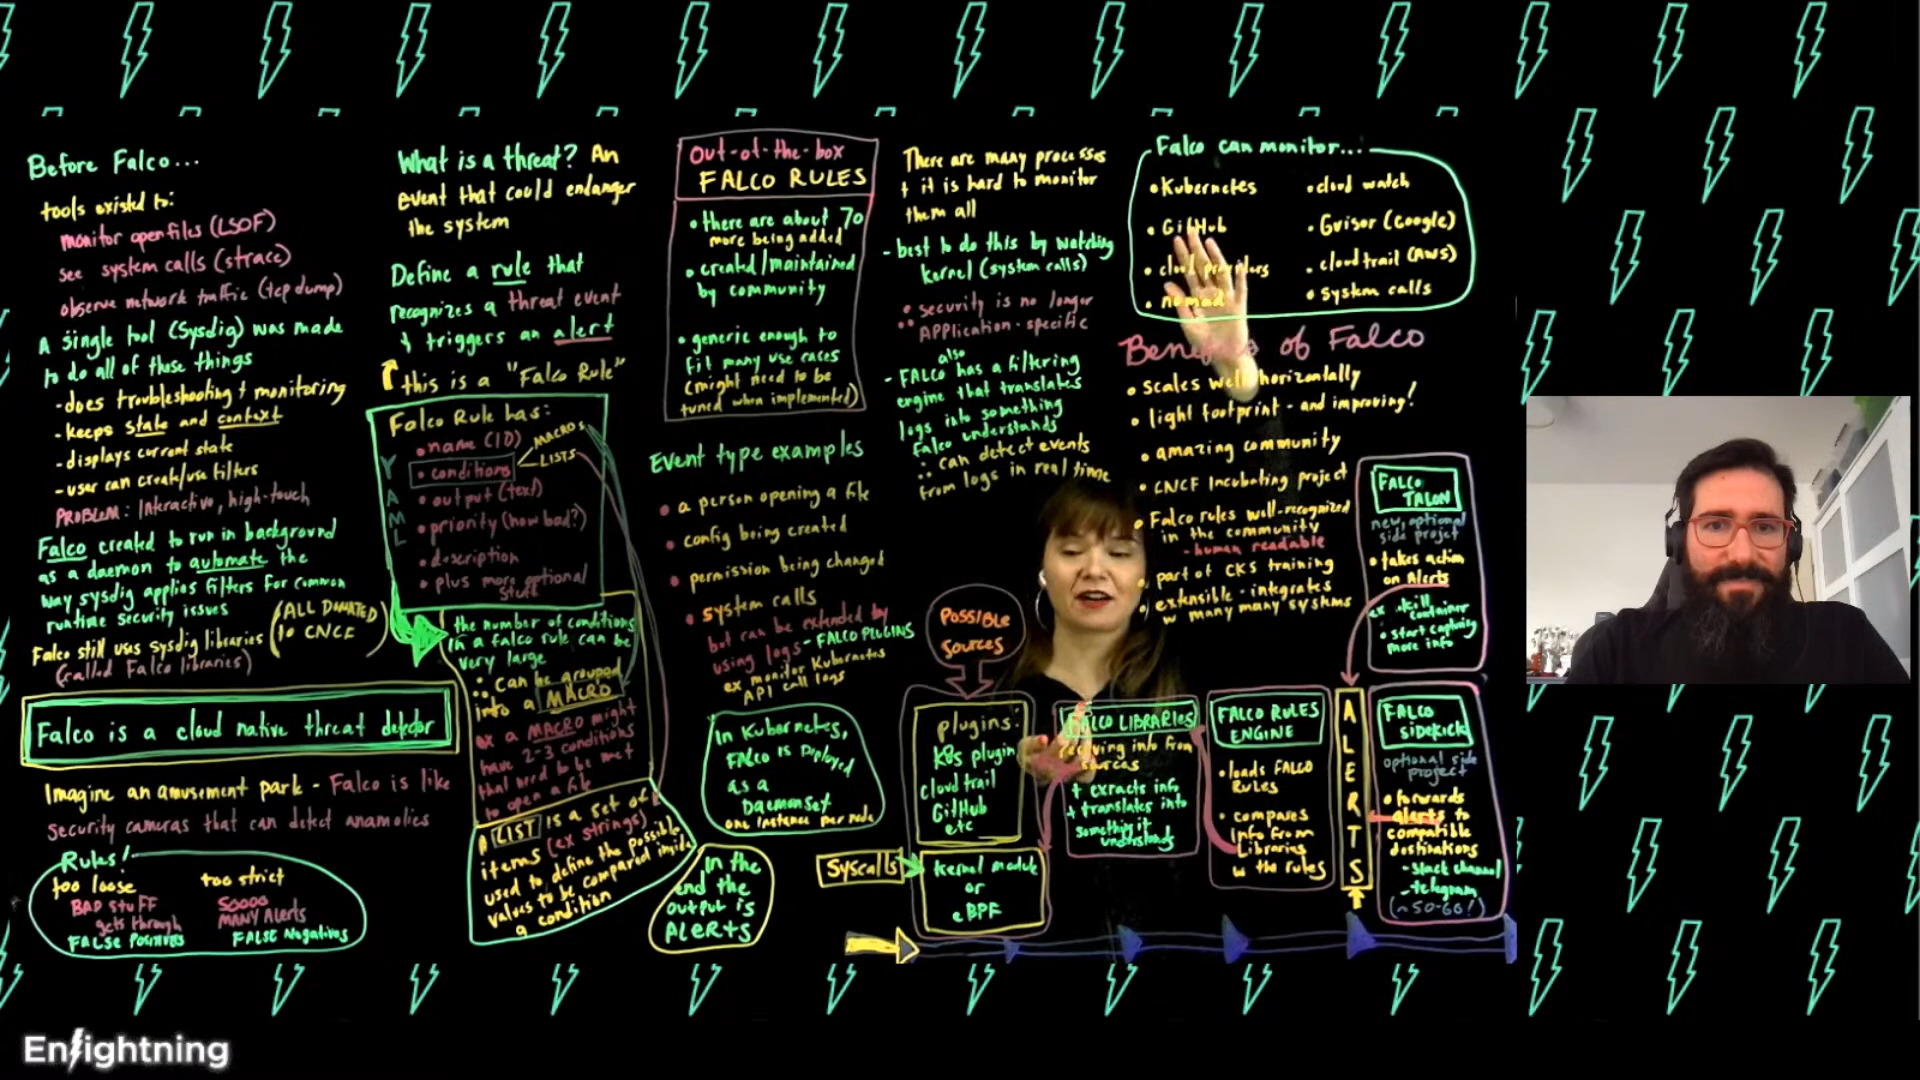 Before Falco...
tools existed to:
monitor open files (LSOF)
see system calls (strace)
observe network traffic (tcpdump)
A single tool (Sysdig) was made
to do all of those things
- does troubleshooting + monitoring
- keeps state and context
- displays current state
- user can create/use filters
PROBLEM: Interactive, high-touch
Falco created to run in background
as a daemon to automate the
way sysdig applies filters for common
runtime security issues
(ALL DONATED
to CNCF)
Falco still uses sysdig libraries
(called Falco libraries)
Falco is a cloud native threat detector
Imagine an amusement park - Falco is like
security cameras that can detect anamolies
Rules!
too loose
BAD STUFF
gets through
FALSE POSITIVES
too strict
SOOOO
MANY Alerts
FALSE Negatives
What is a threat? An
event that could endanger
the system
Define a rule that
recognizes a threat event
+ triggers an alert
this is a "Falco Rule"
Falco Rule has:
YAML
• name (ID)
• conditions
- MACROS
- LISTS
• output (text)
• priority (how bad?)
• description
• plus more optional
stuff
the number of conditions
in a falco rule can be
very large
∴ can be grouped
into a MACRO
ex a MACRO might
have 2-3 conditions
that need to be met
to open a file
A LIST is a set of
items (ex strings)
used to define the possible
values to be compared inside
a condition
Out-of-the-box
FALCO RULES
• there are about 70
more being added
• created/maintained
by community
• generic enough to
fit many use cases
(might need to be
tuned when implemented)
Event type examples
• a person opening a file
• config being created
• permission being changed
• system calls
but can be extended by
using logs - FALCO PLUGINS
ex monitor Kubernetes
API call logs
In Kubernetes,
FALCO is Deployed
as a
DaemonSet
one instance per node
In the
end the
output is
ALERTS
There are many processes
+ it is hard to monitor
them all
- best to do this by watching
kernel (system calls)
• security is no longer
APPlication-specific
also
- FALCO has a filtering
engine that translates
logs into something
Falco understands
∴ can detect events
from logs in real time
Falco can monitor...
• Kubernetes
• GitHub
• cloud providers
• nomad
• cloud watch
• Gvisor (Google)
• cloudtrail (AWS)
• system calls
Benefits of Falco
• scales well horizontally
• light footprint - and improving!
• amazing community
• CNCF Incubating project
• Falco rules well-recognized
in the community
- human readable
• part of CKS training
• extensible - integrates
w many many systems
POSSIBLE
SOURCES
plugins:
k8s plugin
cloud trail
GitHub
etc
Syscalls
kernel module
or
eBPF
FALCO LIBRARIES
receiving info from
sources
+ exracts info
+ translates into
something it
understands
FALCO RULES
ENGINE
• loads FALCO
RULES
• compares
info from
Libraries
w the rules
ALERTS
FALCO
TALON
new, optional
side projet
• takes action
on Alerts
ex • kill
container
• start capturing
more info
FALCO
SIDEKICK
optional side
project
• forwards
alerts to
compatible
destinations
- slack channel
- telegram
(~50-60!)
Enlightning